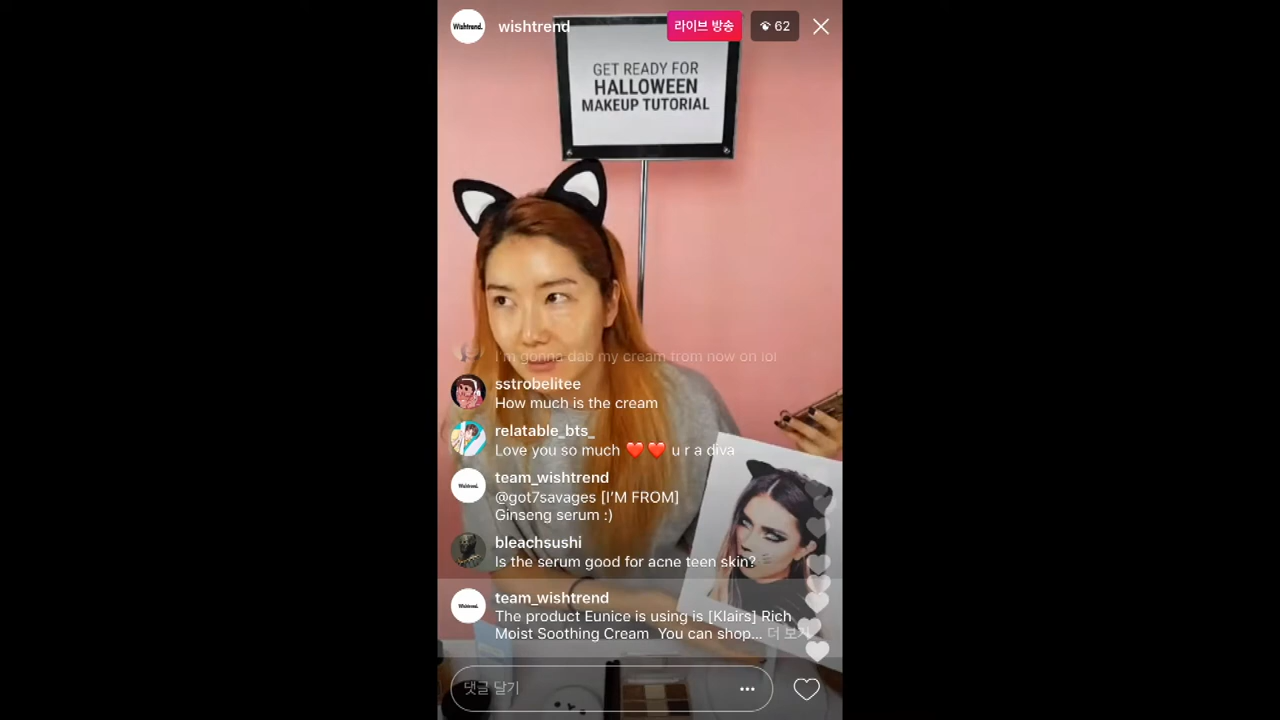 Wishtrend.
wishtrend
라이브 방송
62
GET READY FOR
HALLOWEEN
MAKEUP TUTORIAL
I'm gonna dab my cream from now on lol
sstrobelitee
How much is the cream
relatable_bts_
Love you so much ❤️❤️ u r a diva
Wishtrend.
team_wishtrend
@got7savages [I'M FROM]
Ginseng serum :)
bleachsushi
Is the serum good for acne teen skin?
Wishtrend.
team_wishtrend
The product Eunice is using is [Klairs] Rich
Moist Soothing Cream You can shop... 더 보기
댓글 달기